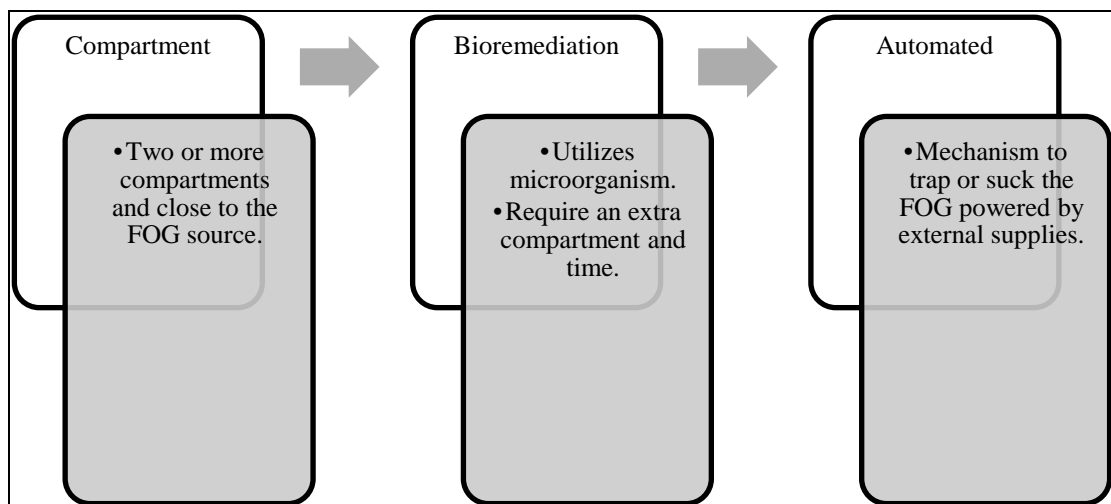 Compartment
•Two or more
compartments
and close to the
FOG source.
Bioremediation
•Utilizes
microorganism.
•Require an extra
compartment and
time.
Automated
•Mechanism to
trap or suck the
FOG powered by
external supplies.